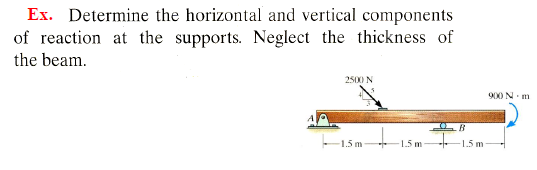 Ex. Determine the horizontal and vertical components
of reaction at the supports. Neglect the thickness of
the beam.
2500 N
4
5
3
900 N · m
A
B
1.5 m
1.5 m
1.5 m